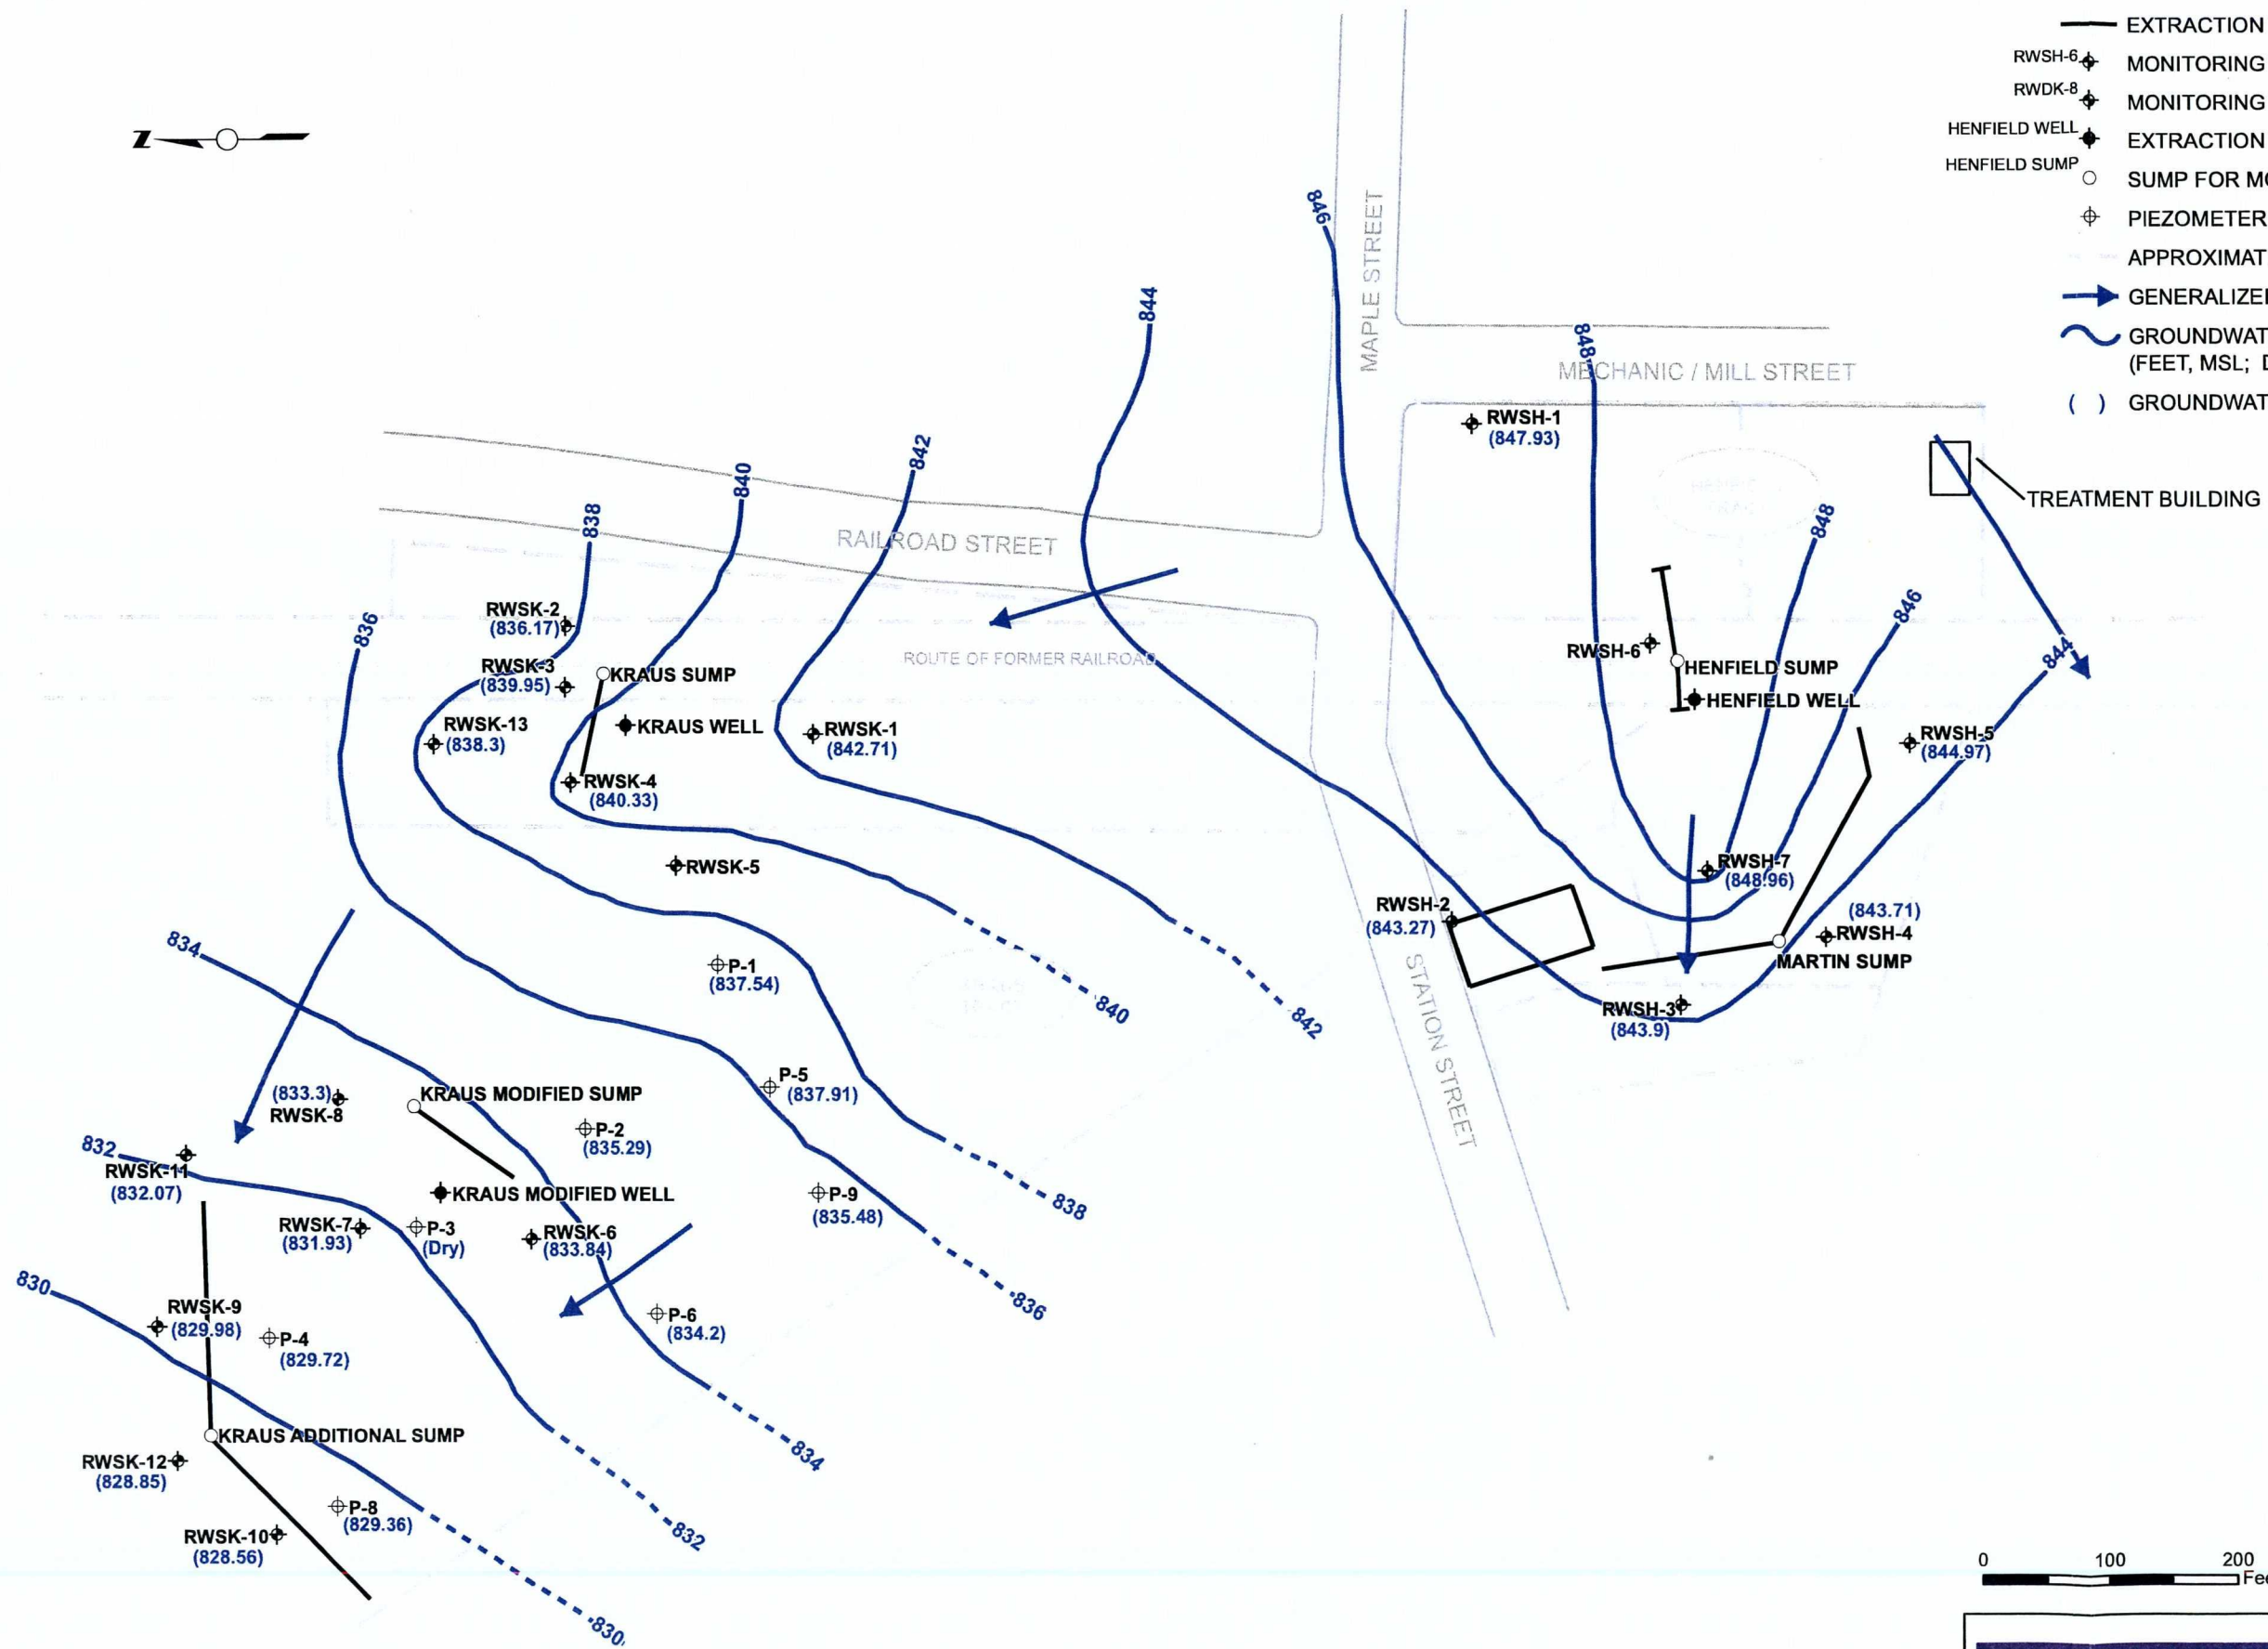 EXTRACTION
RWSH-6
MONITORING
RWDK-8
MONITORING
HENFIELD WELL
EXTRACTION
HENFIELD SUMP
SUMP FOR MO
PIEZOMETER
APPROXIMAT
GENERALIZE
GROUNDWAT
(FEET, MSL;
( ) GROUNDWAT
Z
846
MAPLE STREET
844
848
MECHANIC / MILL STREET
RWSH-1
(847.93)
842
840
838
848
TREATMENT BUILDING
RAILROAD STREET
846
RWSK-2
(836.17)
836
844
ROUTE OF FORMER RAILROAD
RWSH-6
RWSK-3
(839.95)
KRAUS SUMP
HENFIELD SUMP
HENFIELD WELL
RWSK-13
(838.3)
KRAUS WELL
RWSK-1
(842.71)
RWSH-5
(844.97)
RWSK-4
(840.33)
RWSK-5
RWSH-7
(848.96)
RWSH-2
(843.27)
(843.71)
RWSH-4
MARTIN SUMP
834
P-1
(837.54)
840
842
RWSH-3
(843.9)
STATION STREET
P-5
(837.91)
(833.3)
RWSK-8
KRAUS MODIFIED SUMP
P-2
(835.29)
832
RWSK-11
(832.07)
KRAUS MODIFIED WELL
P-9
(835.48)
838
RWSK-7
(831.93)
P-3
(Dry)
RWSK-6
(833.84)
830
836
RWSK-9
(829.98)
P-4
(829.72)
P-6
(834.2)
KRAUS ADDITIONAL SUMP
834
RWSK-12
(828.85)
P-8
(829.36)
RWSK-10
(828.56)
832
830
0 100 200
Fee